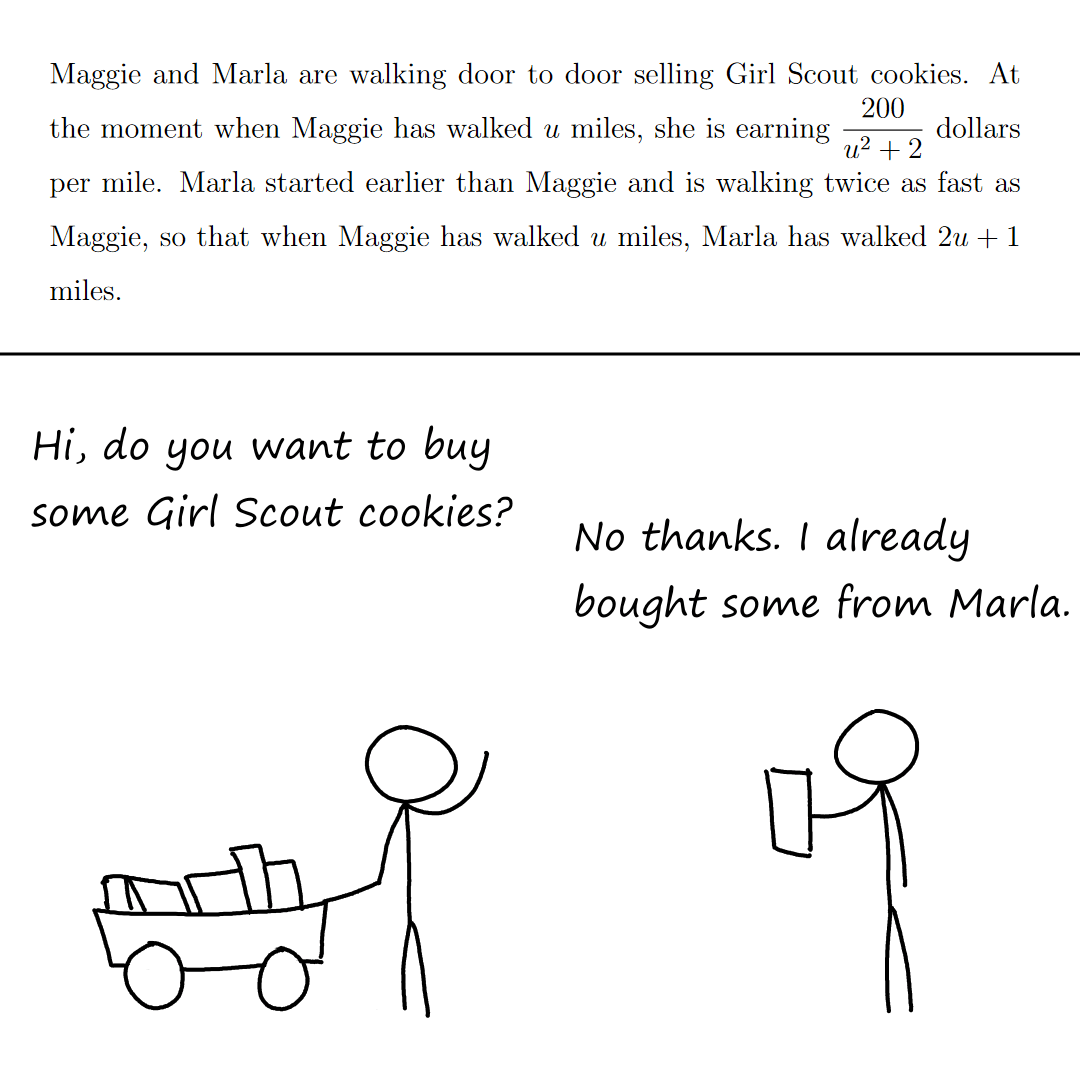 Maggie and Marla are walking door to door selling Girl Scout cookies. At
the moment when Maggie has walked u miles, she is earning 200/(u² + 2) dollars
per mile. Marla started earlier than Maggie and is walking twice as fast as
Maggie, so that when Maggie has walked u miles, Marla has walked 2u + 1
miles.
Hi, do you want to buy
some Girl Scout cookies?
No thanks. I already
bought some from Marla.